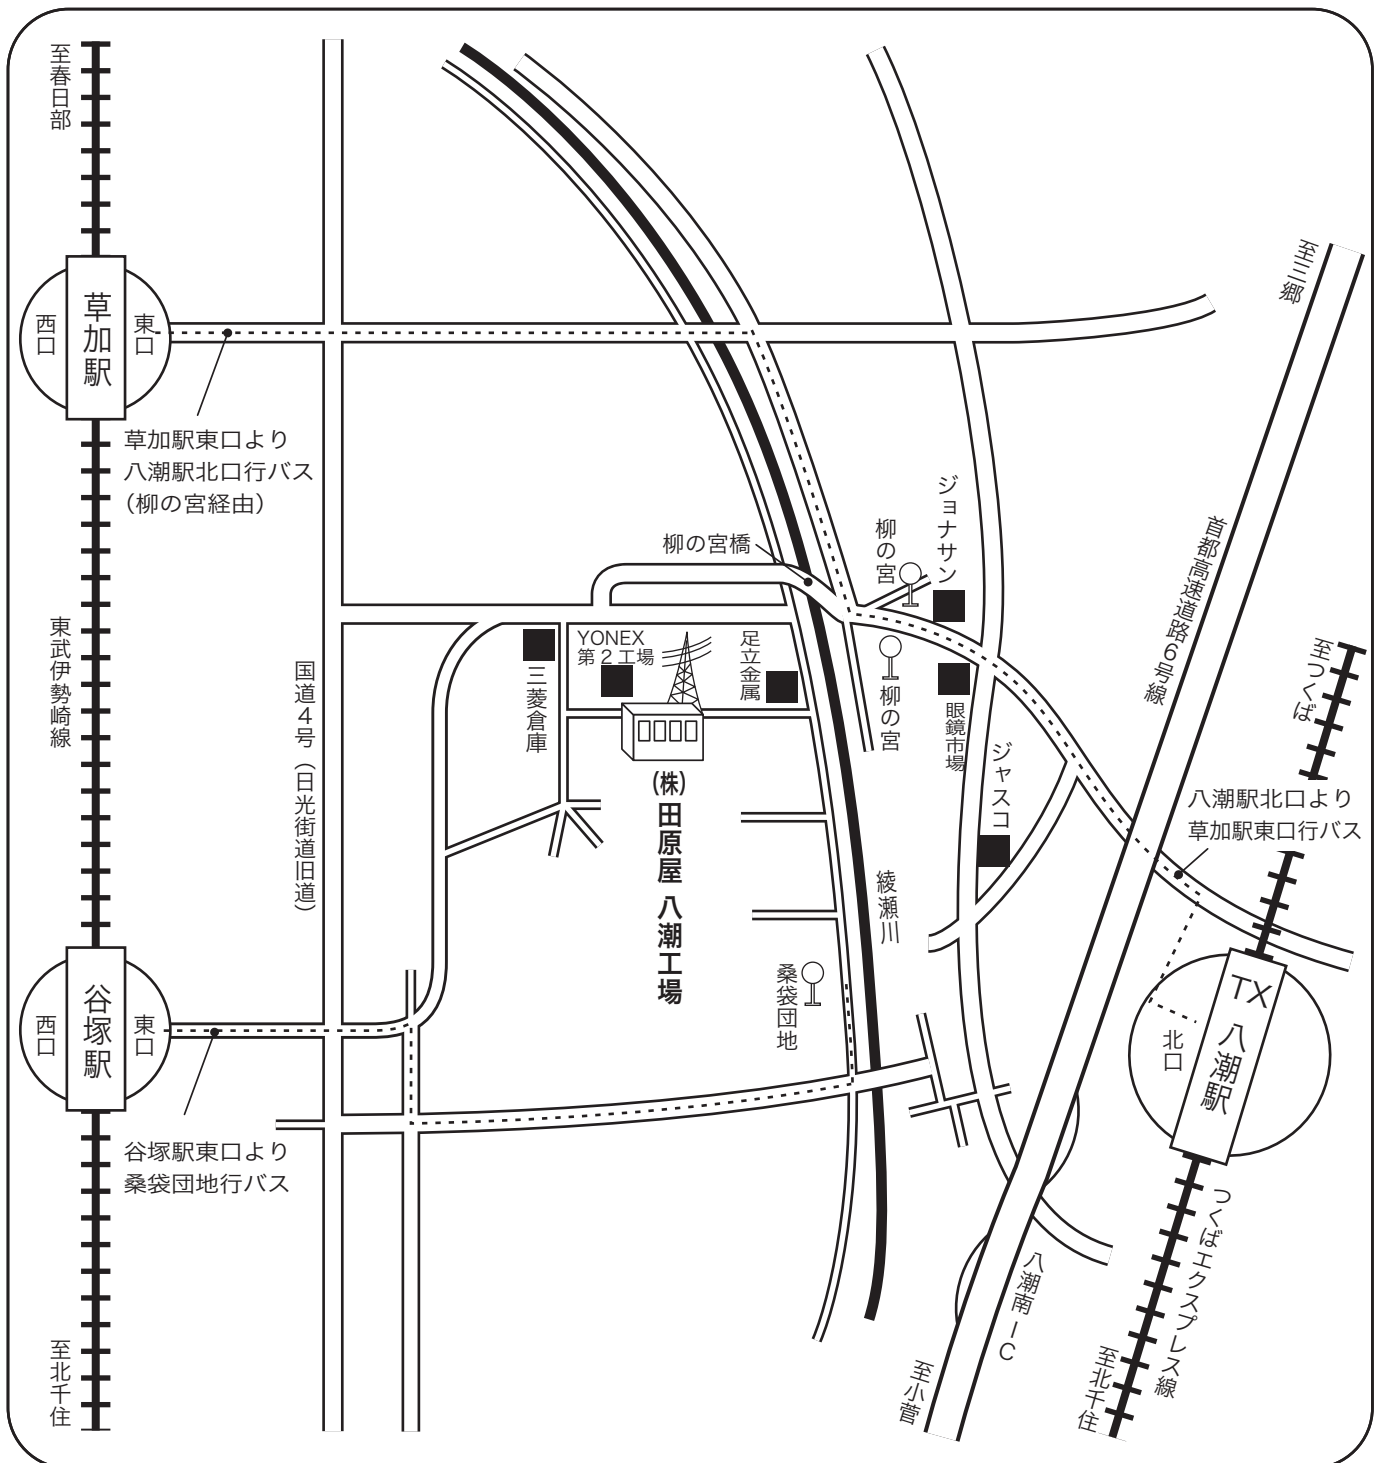 至春日部
西口
草加駅
東口
草加駅東口より
八潮駅北口行バス
(柳の宮経由)
東武伊勢崎線
国道4号(日光街道旧道)
至三郷
首都高速道路6号線
柳の宮橋
柳の宮
ジョナサン
YONEX
第2工場
三菱倉庫
足立金属
柳の宮
眼鏡市場
ジャスコ
至つくば
八潮駅北口より
草加駅東口行バス
(株)
田原屋 八潮工場
綾瀬川
桑袋団地
西口
谷塚駅
東口
TX
八潮駅
北口
谷塚駅東口より
桑袋団地行バス
つくばエクスプレス線
八潮南IC
至北千住
至小菅
至北千住